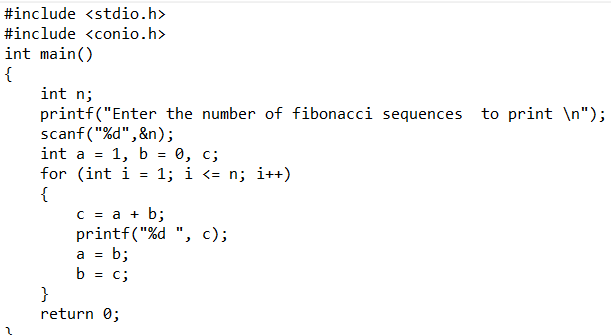 #include <stdio.h>
#include <conio.h>
int main()
{
    int n;
    printf("Enter the number of fibonacci sequences  to print \n");
    scanf("%d",&n);
    int a = 1, b = 0, c;
    for (int i = 1; i <= n; i++)
    {
        c = a + b;
        printf("%d ", c);
        a = b;
        b = c;
    }
    return 0;
}